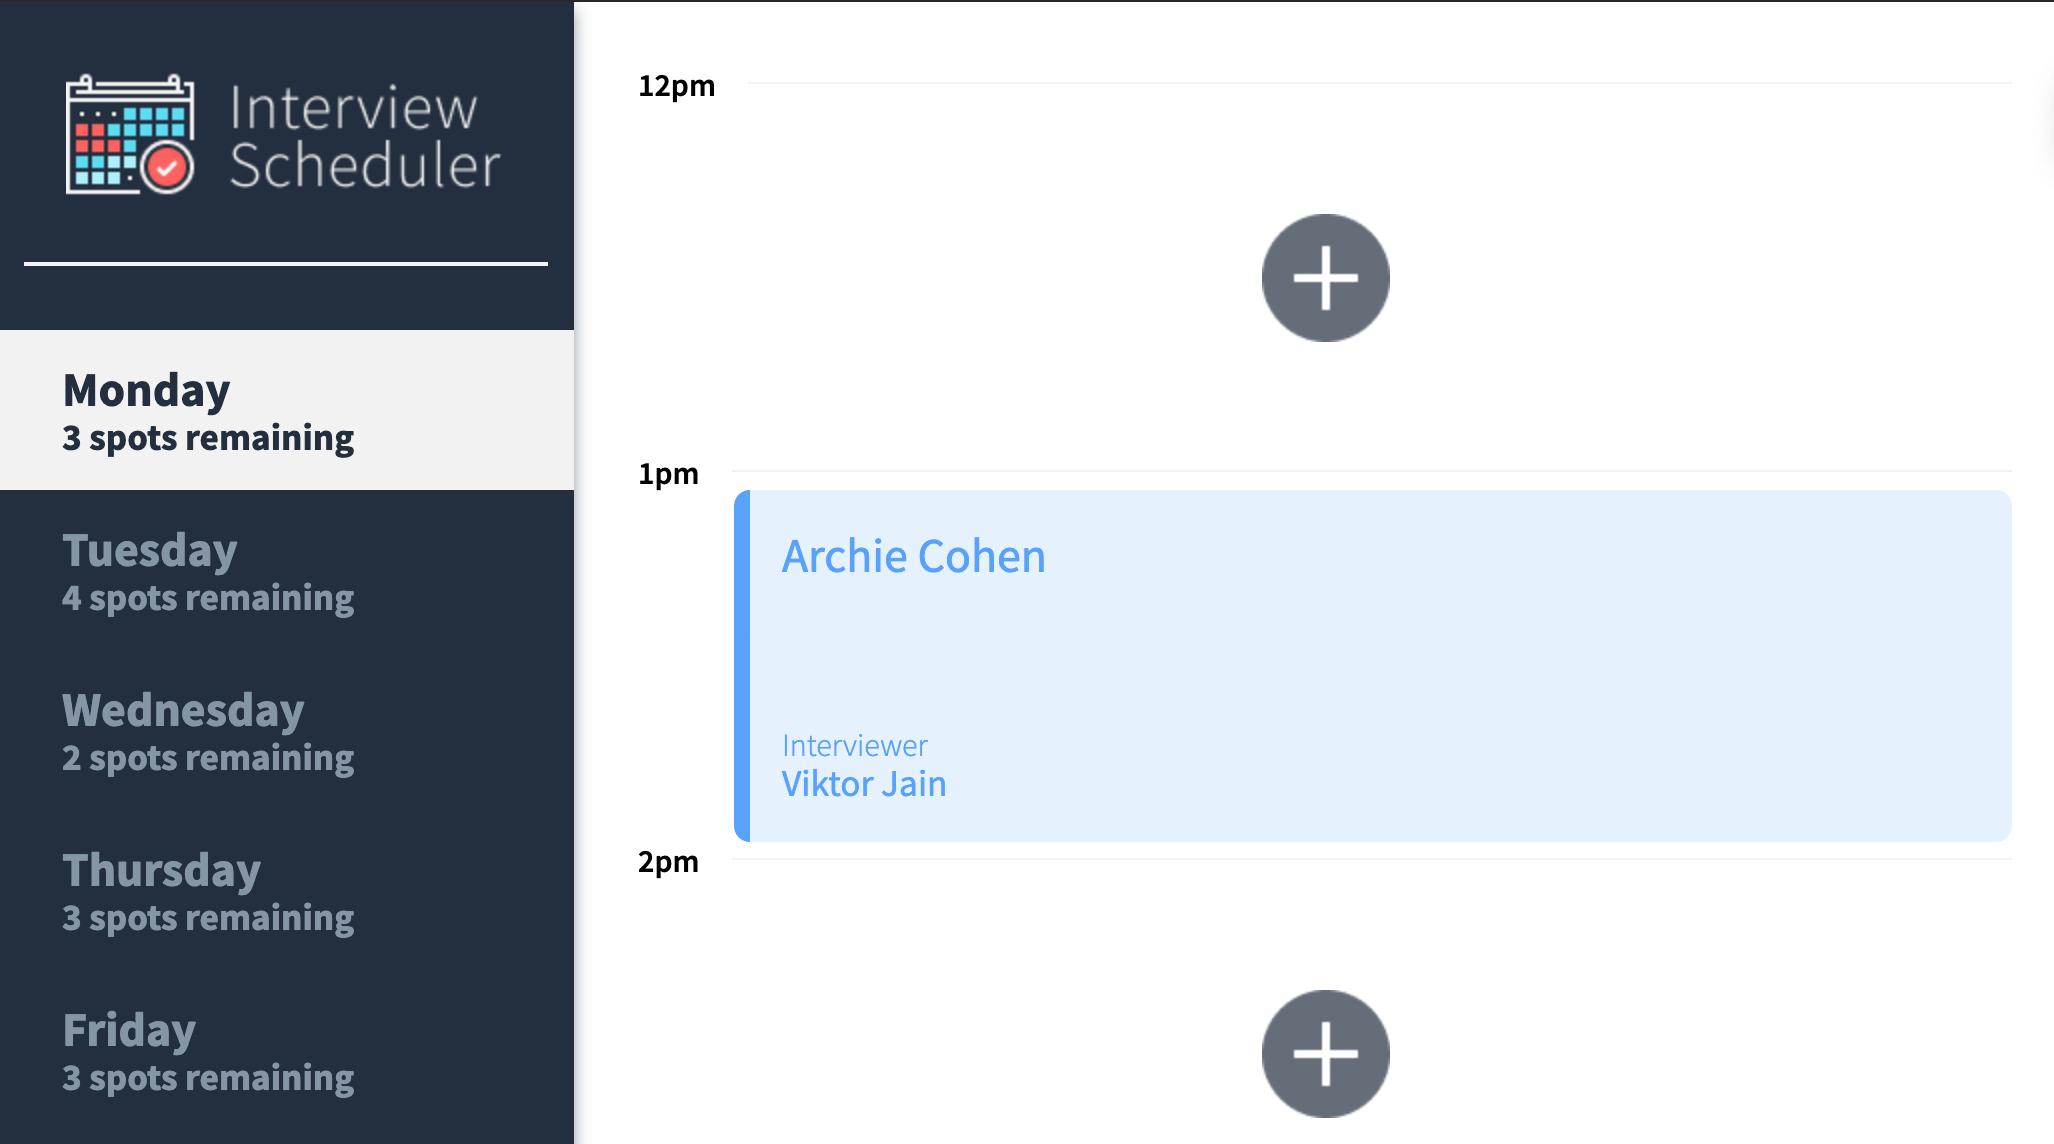 Interview
Scheduler
Monday
3 spots remaining
Tuesday
4 spots remaining
Wednesday
2 spots remaining
Thursday
3 spots remaining
Friday
3 spots remaining
12pm
1pm
Archie Cohen
Interviewer
Viktor Jain
2pm